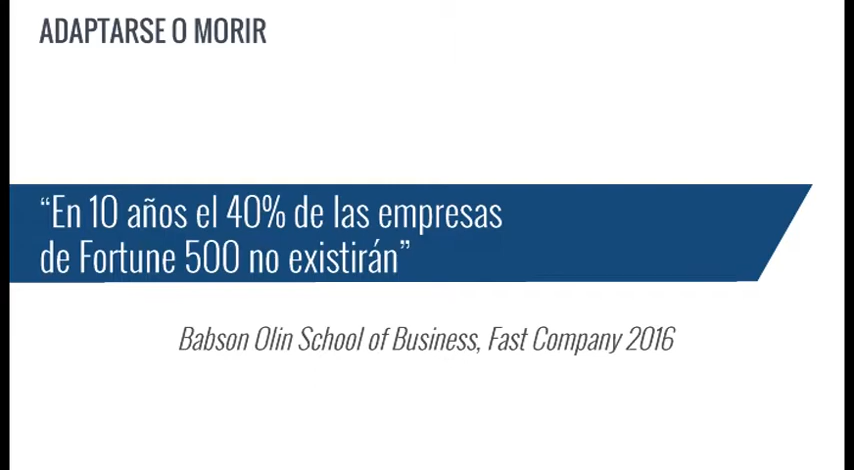 ADAPTARSE O MORIR
“En 10 años el 40% de las empresas
de Fortune 500 no existirán”
Babson Olin School of Business, Fast Company 2016